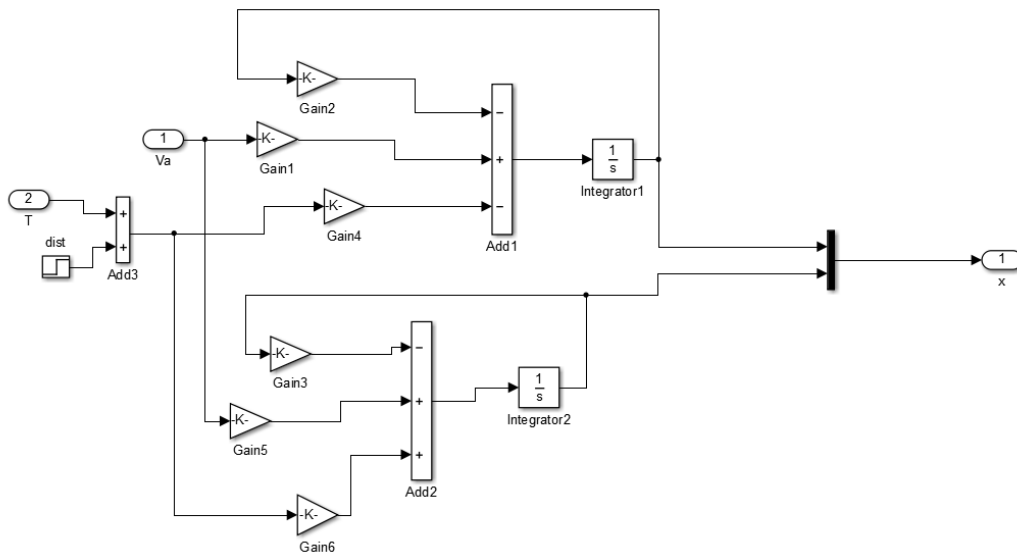 -K-
Gain2
1
Va
-K-
Gain1
−
+
−
Add1
1
s
Integrator1
2
T
+
+
Add3
-K-
Gain4
dist
1
x
-K-
Gain3
−
+
+
Add2
1
s
Integrator2
-K-
Gain5
-K-
Gain6